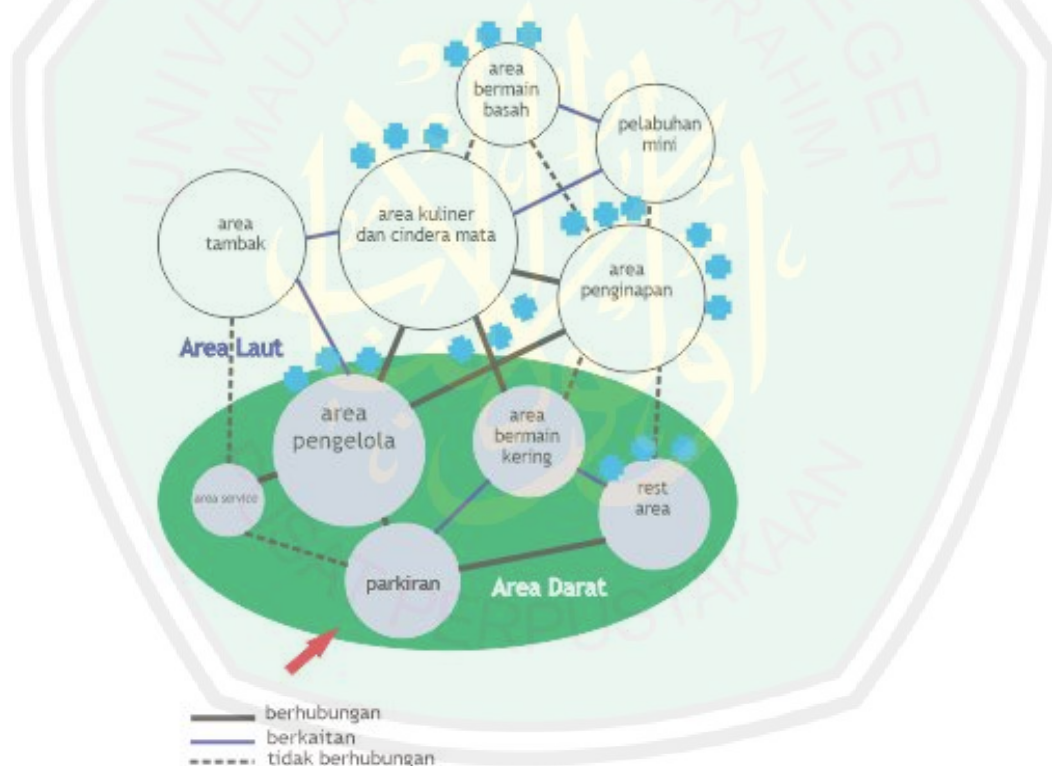 area
bermain
basah
pelabuhan
mini
area kuliner
dan cindera mata
area
tambak
area
penginapan
Area Laut
area
pengelola
area
bermain
kering
area service
rest
area
parkiran
Area Darat
berhubungan
berkaitan
tidak berhubungan
PERPUSTAKAAN